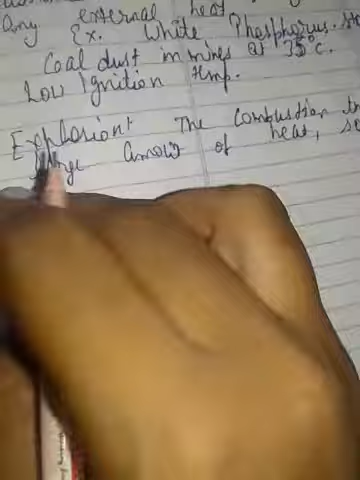 any external heat
Ex. White Phosphorus.
Coal dust in mines at 35°C.
Low Ignition temp.
Explosion: The Combustion
large amout of heat,